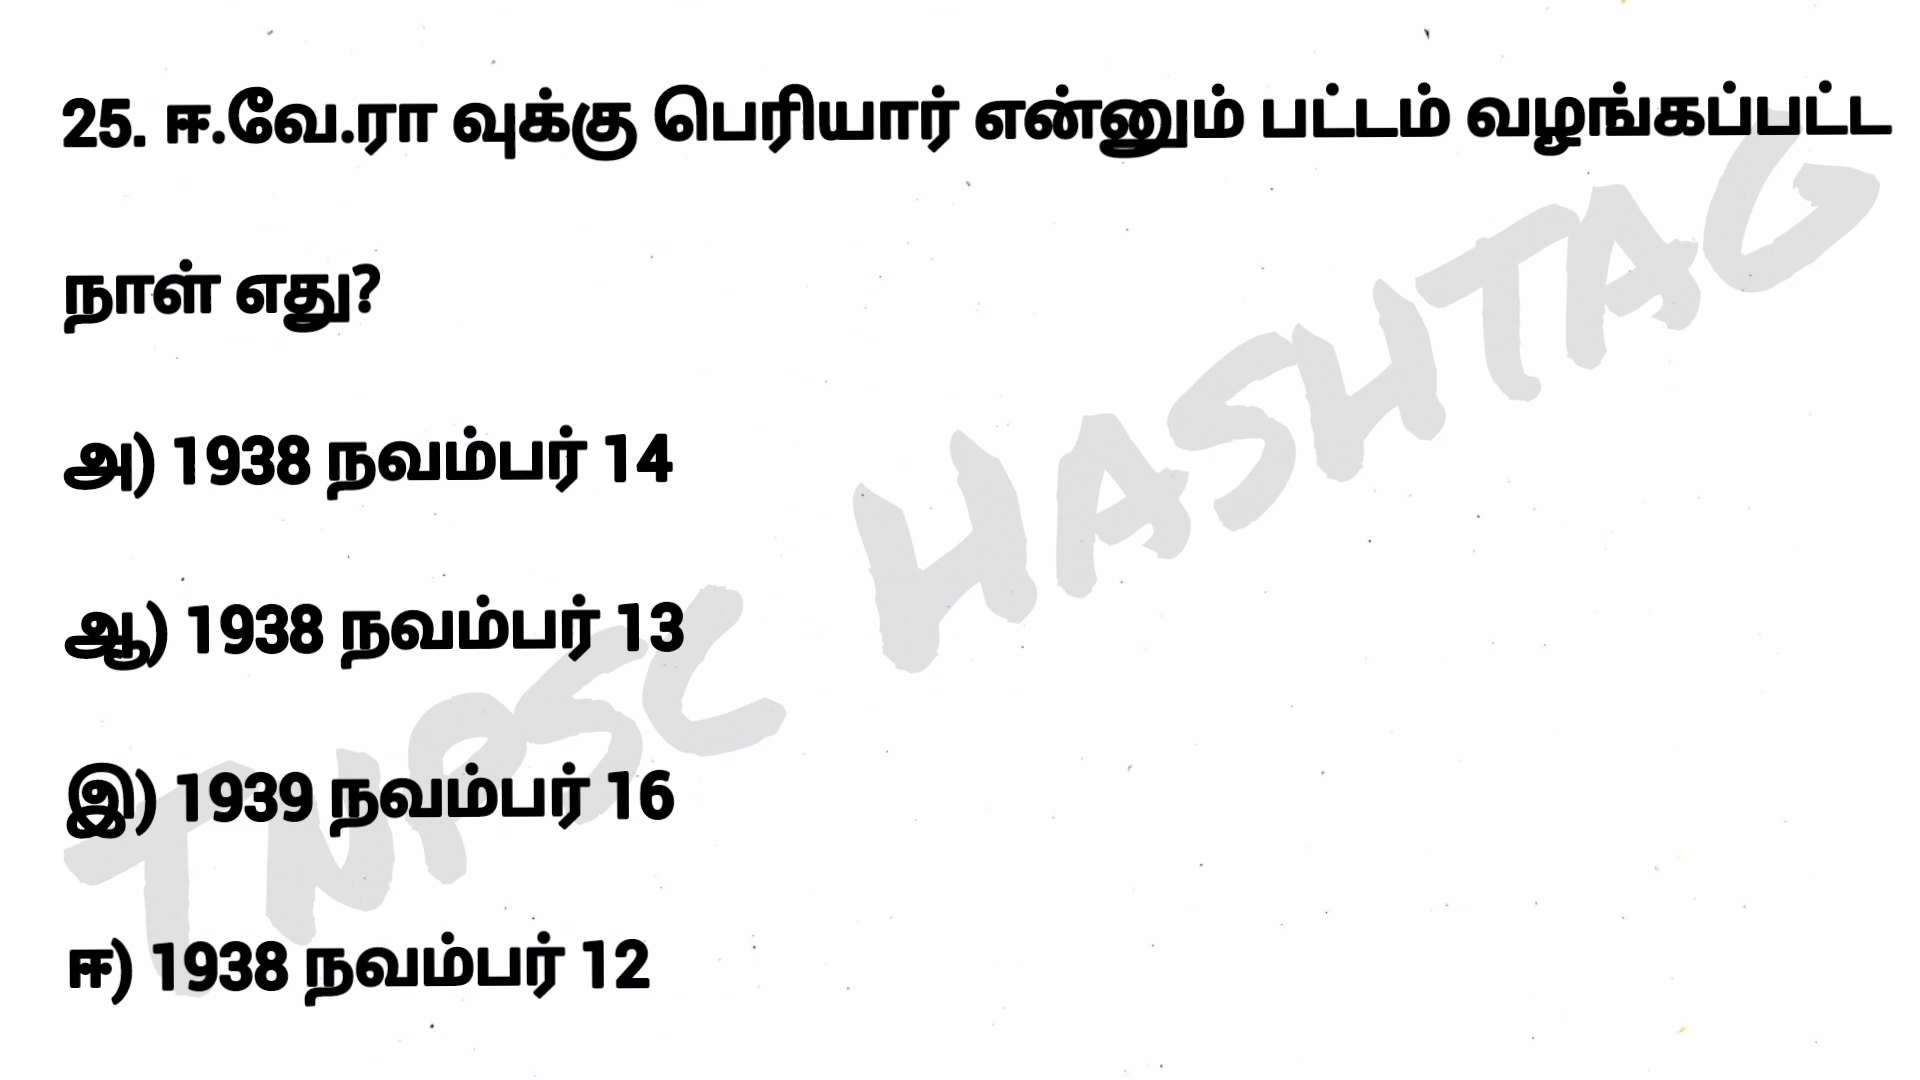 25. ஈ.வே.ரா வுக்கு பெரியார் என்னும் பட்டம் வழங்கப்பட்ட
நாள் எது?
அ) 1938 நவம்பர் 14
ஆ) 1938 நவம்பர் 13
இ) 1939 நவம்பர் 16
ஈ) 1938 நவம்பர் 12
TNPSC HASHTAG